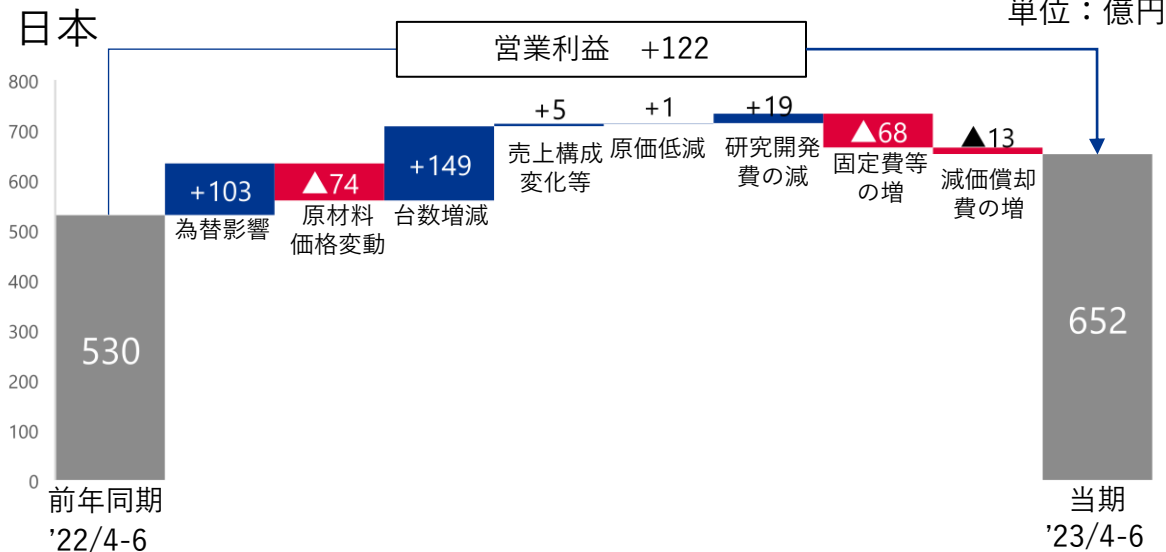 日本
単位：億円
営業利益 +122
800
700
600
500
400
300
200
100
0
530
前年同期
’22/4-6
+103
為替影響
▲74
原材料
価格変動
+149
台数増減
+5
売上構成
変化等
+1
原価低減
+19
研究開発
費の減
▲68
固定費等
の増
▲13
減価償却
費の増
652
当期
’23/4-6